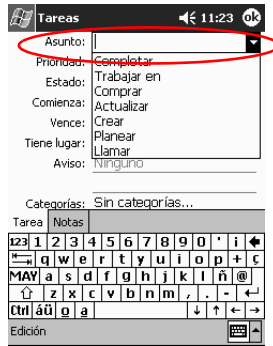 Tareas 11:23 ok
Asunto:
Prioridad: Completar
Trabajar en
Estado: Comprar
Comienza: Actualizar
Vence: Crear
Planear
Tiene lugar: Llamar
Aviso: Ninguno
Categorías: Sin categorías...
Tarea Notas
123 1 2 3 4 5 6 7 8 9 0 ' ¡
q w e r t y u i o p + ç
MAY a s d f g h j k l ñ @
z x c v b n m , . -
Ctrl áü º ª
Edición